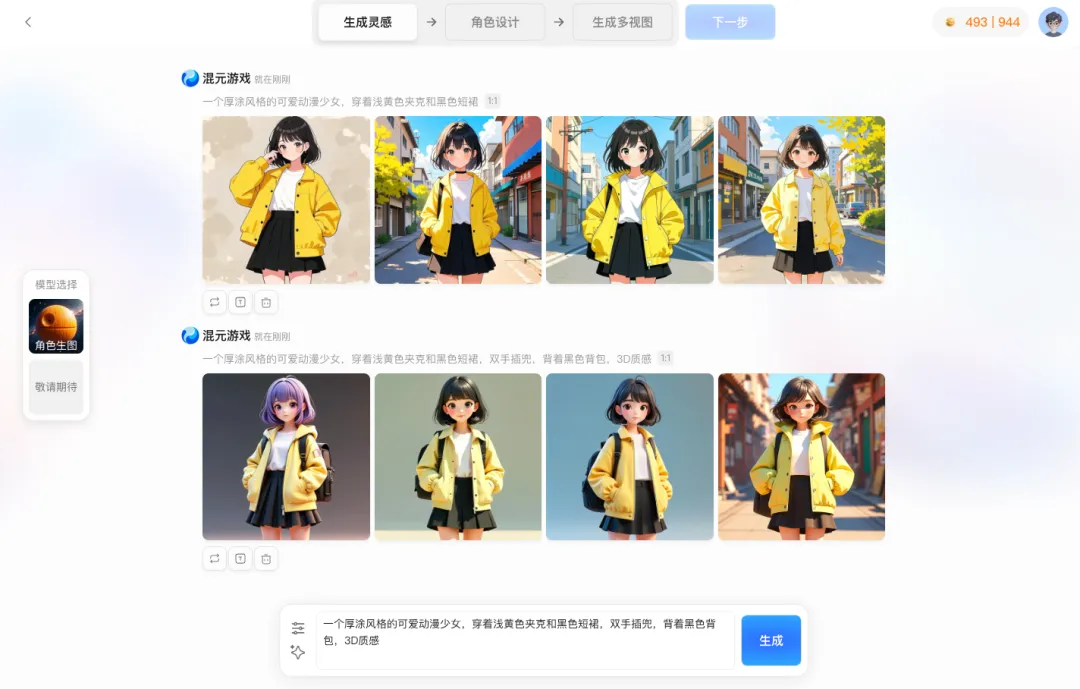 生成灵感
角色设计
生成多视图
下一步
493 | 944
混元游戏 就在刚刚
一个厚涂风格的可爱动漫少女，穿着浅黄色夹克和黑色短裙 1:1
混元游戏 就在刚刚
一个厚涂风格的可爱动漫少女，穿着浅黄色夹克和黑色短裙，双手插兜，背着黑色背包，3D质感 1:1
模型选择
角色生图
敬请期待
一个厚涂风格的可爱动漫少女，穿着浅黄色夹克和黑色短裙，双手插兜，背着黑色背
包，3D质感
生成